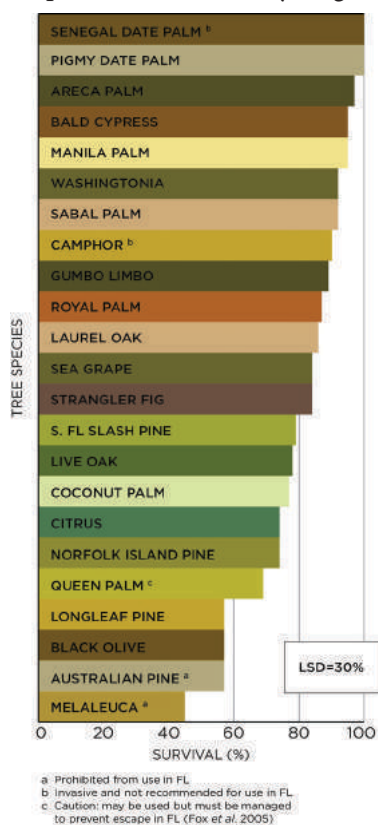 SENEGAL DATE PALM b
PIGMY DATE PALM
ARECA PALM
BALD CYPRESS
MANILA PALM
WASHINGTONIA
SABAL PALM
CAMPHOR b
GUMBO LIMBO
ROYAL PALM
LAUREL OAK
SEA GRAPE
STRANGLER FIG
S. FL SLASH PINE
LIVE OAK
COCONUT PALM
CITRUS
NORFOLK ISLAND PINE
QUEEN PALM c
LONGLEAF PINE
BLACK OLIVE
AUSTRALIAN PINE a
MELALEUCA a
TREE SPECIES
LSD=30%
0 20 40 60 80 100
SURVIVAL (%)
a Prohibited from use in FL
b Invasive and not recommended for use in FL
c Caution: may be used but must be managed
to prevent escape in FL (Fox et al. 2005)